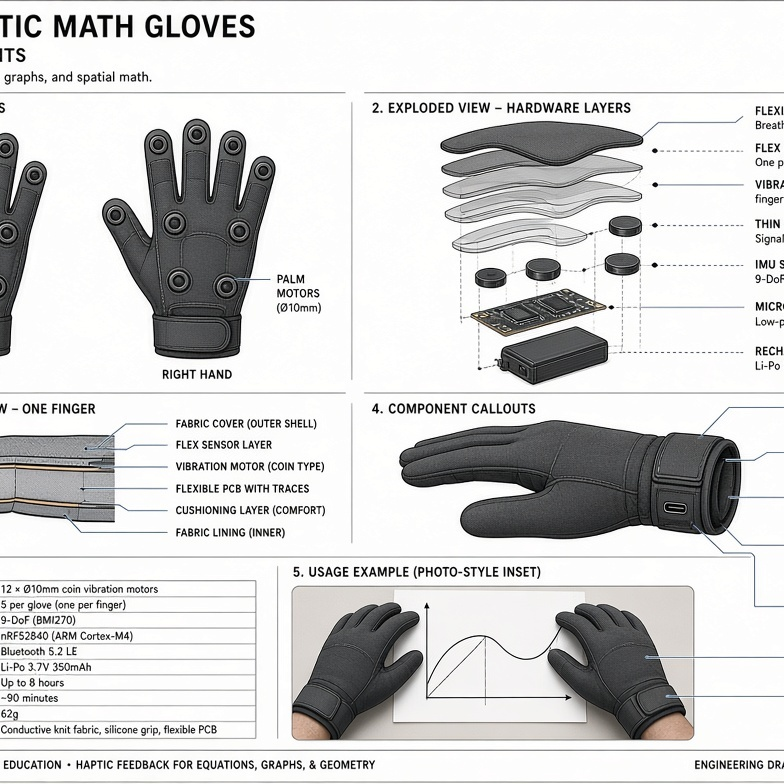 TIC MATH GLOVES
ITS
graphs, and spatial math.
S
PALM
MOTORS
(Ø10mm)
RIGHT HAND
2. EXPLODED VIEW – HARDWARE LAYERS
FLEXI
Breath
FLEX
One p
VIBRA
finger
THIN
Signal
IMU S
9-DoF
MICRO
Low-p
RECH
Li-Po
W – ONE FINGER
FABRIC COVER (OUTER SHELL)
FLEX SENSOR LAYER
VIBRATION MOTOR (COIN TYPE)
FLEXIBLE PCB WITH TRACES
CUSHIONING LAYER (COMFORT)
FABRIC LINING (INNER)
4. COMPONENT CALLOUTS
12 × Ø10mm coin vibration motors
5 per glove (one per finger)
9-DoF (BMI270)
nRF52840 (ARM Cortex-M4)
Bluetooth 5.2 LE
Li-Po 3.7V 350mAh
Up to 8 hours
~90 minutes
62g
Conductive knit fabric, silicone grip, flexible PCB
5. USAGE EXAMPLE (PHOTO-STYLE INSET)
EDUCATION • HAPTIC FEEDBACK FOR EQUATIONS, GRAPHS, & GEOMETRY
ENGINEERING DRA